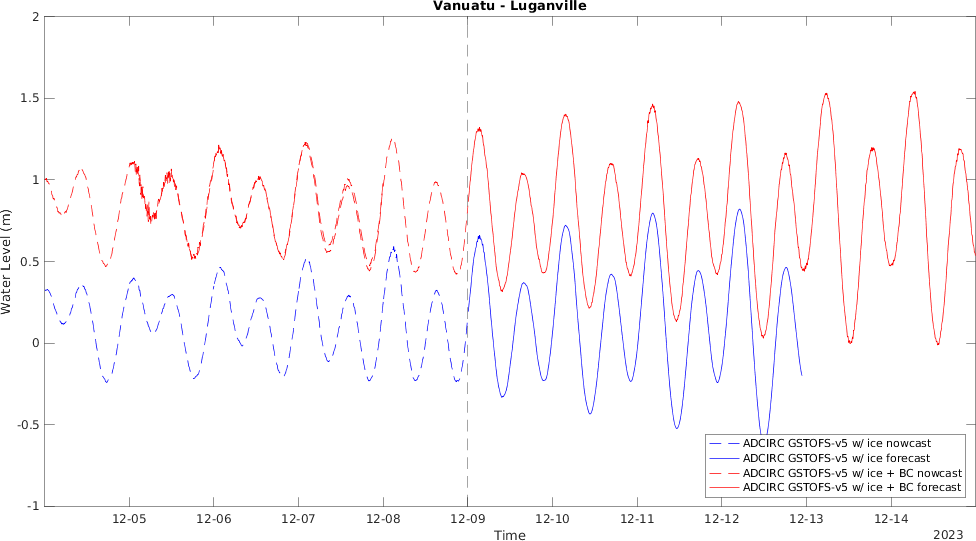 Vanuatu - Luganville
2
1.5
1
0.5
0
-0.5
-1
Water Level (m)
12-05 12-06 12-07 12-08 12-09 12-10 12-11 12-12 12-13 12-14
Time
2023
ADCIRC GSTOFS-v5 w/ ice nowcast
ADCIRC GSTOFS-v5 w/ ice forecast
ADCIRC GSTOFS-v5 w/ ice + BC nowcast
ADCIRC GSTOFS-v5 w/ ice + BC forecast